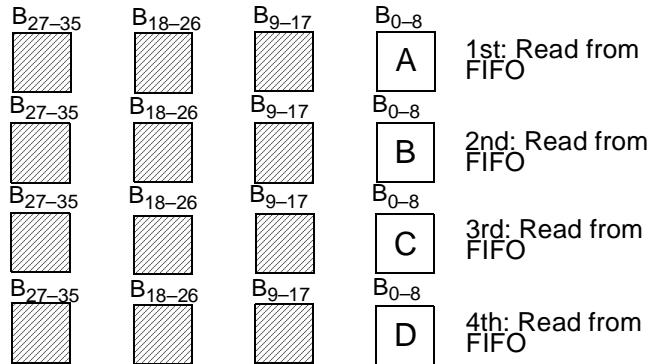 B27–35 B18–26 B9–17 B0–8
A 1st: Read from
FIFO
B27–35 B18–26 B9–17 B0–8
B 2nd: Read from
FIFO
B27–35 B18–26 B9–17 B0–8
C 3rd: Read from
FIFO
B27–35 B18–26 B9–17 B0–8
D 4th: Read from
FIFO